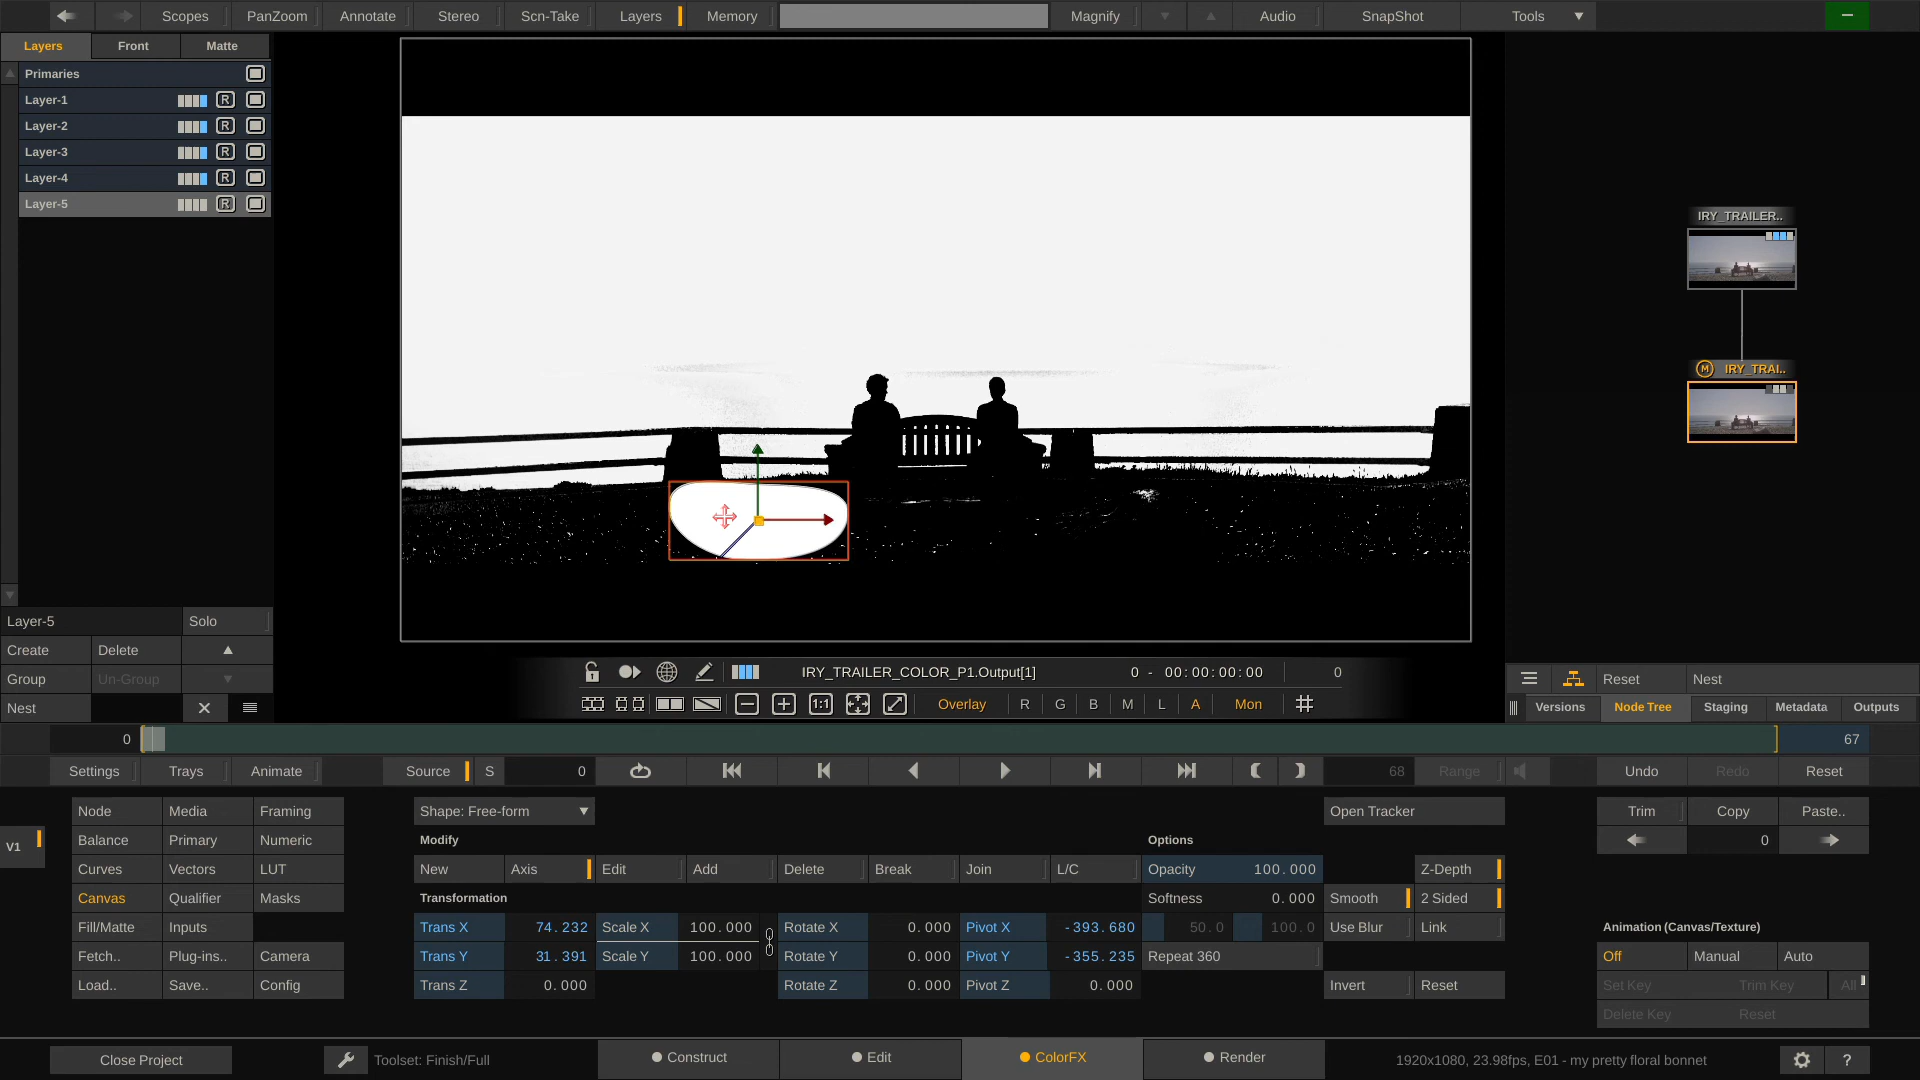 Scopes PanZoom Annotate Stereo Scn-Take Layers Memory Magnify Audio SnapShot Tools
Layers Front Matte
Primaries
Layer-1 R
Layer-2 R
Layer-3 R
Layer-4 R
Layer-5 R
IRY_TRAILER..
M IRY_TRAI..
Layer-5 Solo
Create Delete
Group Un-Group
Nest
IRY_TRAILER_COLOR_P1.Output[1] 0 - 00:00:00:00 0
1:1 Overlay R G B M L A Mon
Reset Nest
Versions Node Tree Staging Metadata Outputs
0 67
Settings Trays Animate Source S 0 68 Range Undo Redo Reset
Node Media Framing
Balance Primary Numeric
Curves Vectors LUT
Canvas Qualifier Masks
Fill/Matte Inputs
Fetch.. Plug-ins.. Camera
Load.. Save.. Config
V1
Shape: Free-form Open Tracker
Modify Options
New Axis Edit Add Delete Break Join L/C Opacity 100.000 Z-Depth
Transformation Softness 0.000 Smooth 2 Sided
Trans X 74.232 Scale X 100.000 Rotate X 0.000 Pivot X -393.680 50.0 100.0 Use Blur Link
Trans Y 31.391 Scale Y 100.000 Rotate Y 0.000 Pivot Y -355.235 Repeat 360
Trans Z 0.000 Rotate Z 0.000 Pivot Z 0.000 Invert Reset
Trim Copy Paste..
0
Animation (Canvas/Texture)
Off Manual Auto
Set Key Trim Key All
Delete Key Reset
Close Project Toolset: Finish/Full Construct Edit ColorFX Render 1920x1080, 23.98fps, E01 - my pretty floral bonnet ?